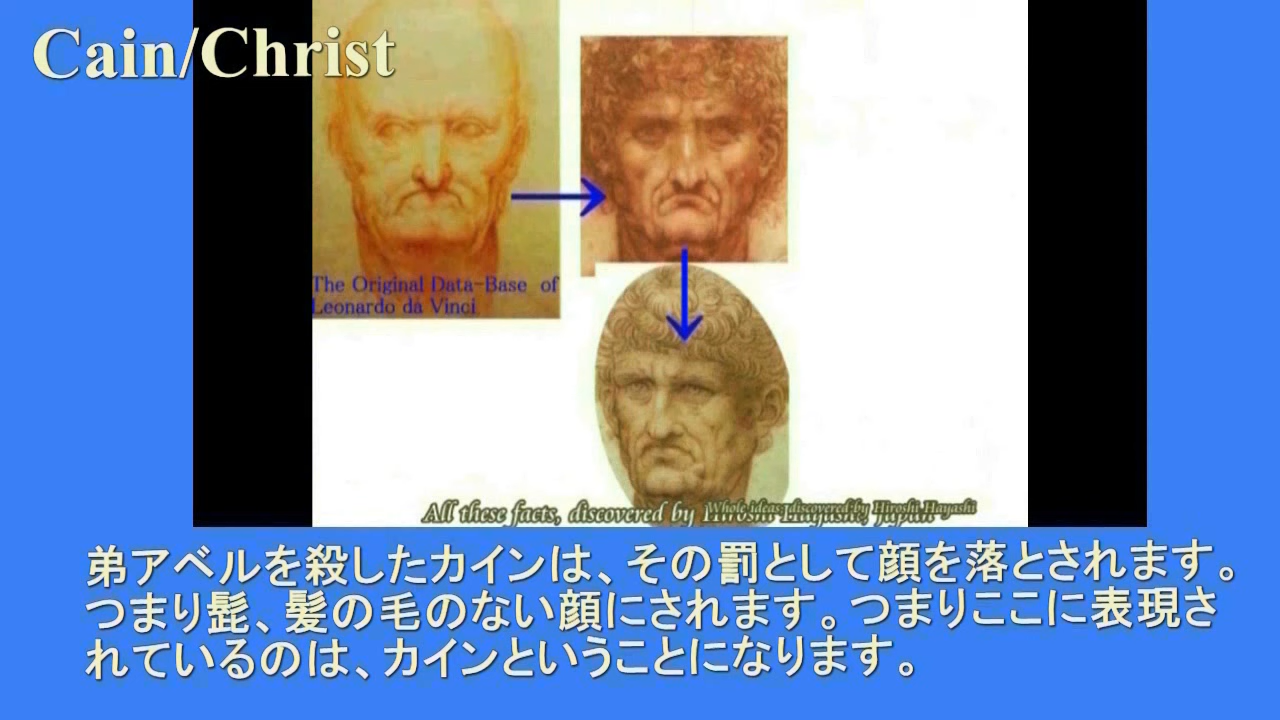 Cain/Christ
The Original Data-Base of
Leonardo da Vinci
All these facts, discovered by Hiroshi Hayashi, Japan
Whole ideas discovered by Hiroshi Hayashi
弟アベルを殺したカインは、その罰として顔を落とされます。
つまり髭、髪の毛のない顔にされます。つまりここに表現さ
れているのは、カインということになります。